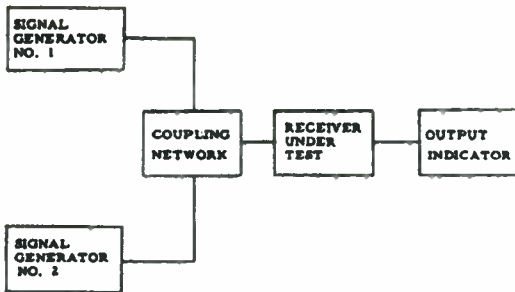 SIGNAL
GENERATOR
NO. 1
COUPLING
NETWORK
RECEIVER
UNDER
TEST
OUTPUT
INDICATOR
SIGNAL
GENERATOR
NO. 2